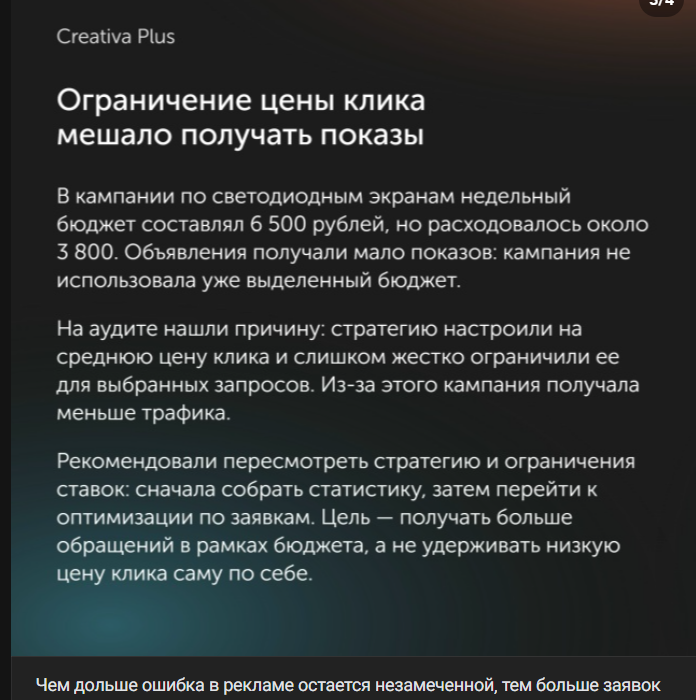 3/4
Creativa Plus
Ограничение цены клика
мешало получать показы
В кампании по светодиодным экранам недельный
бюджет составлял 6 500 рублей, но расходовалось около
3 800. Объявления получали мало показов: кампания не
использовала уже выделенный бюджет.
На аудите нашли причину: стратегию настроили на
среднюю цену клика и слишком жестко ограничили ее
для выбранных запросов. Из-за этого кампания получала
меньше трафика.
Рекомендовали пересмотреть стратегию и ограничения
ставок: сначала собрать статистику, затем перейти к
оптимизации по заявкам. Цель — получать больше
обращений в рамках бюджета, а не удерживать низкую
цену клика саму по себе.
Чем дольше ошибка в рекламе остается незамеченной, тем больше заявок